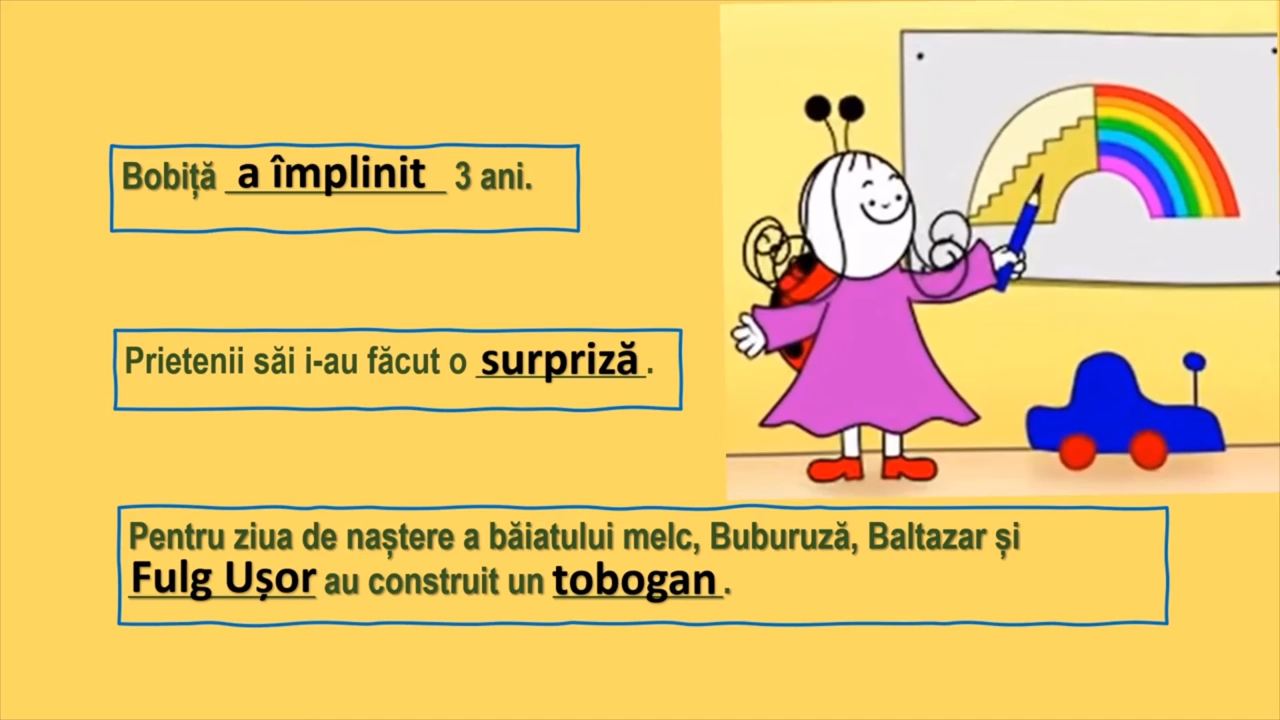 Bobiță a împlinit 3 ani.
Prietenii săi i-au făcut o surpriză.
Pentru ziua de naștere a băiatului melc, Buburuză, Baltazar și
Fulg Ușor au construit un tobogan.